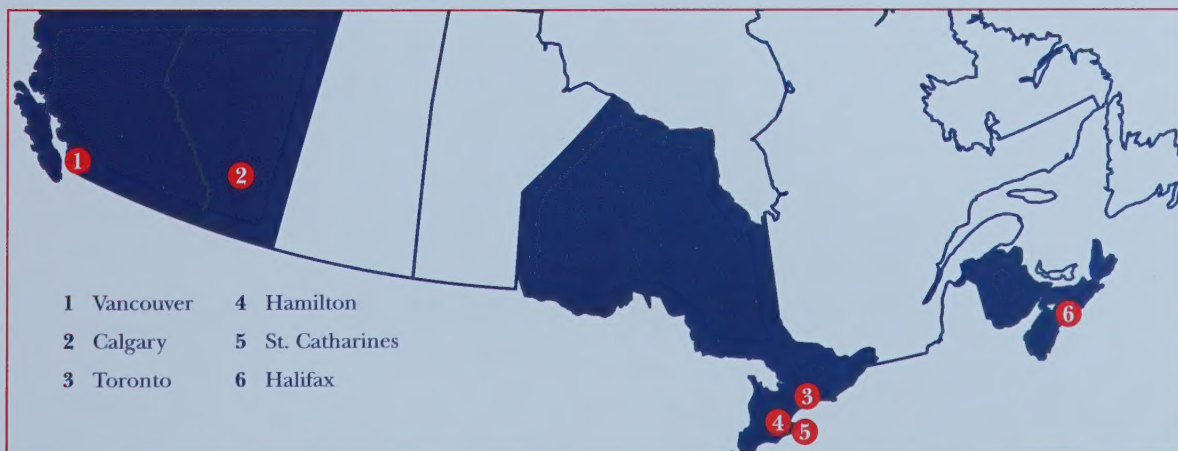 1
2
3
4
5
6
1 Vancouver
2 Calgary
3 Toronto
4 Hamilton
5 St. Catharines
6 Halifax